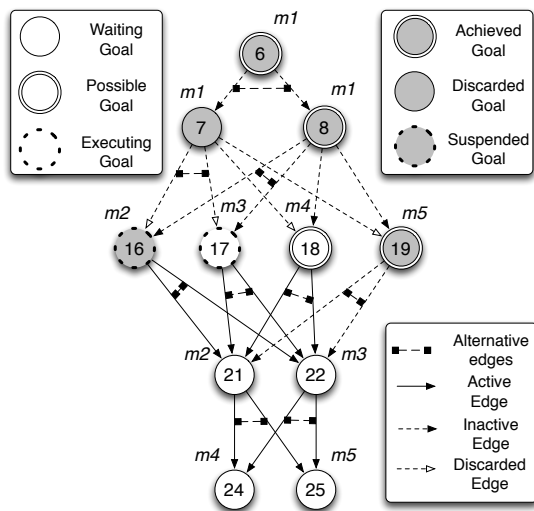 Waiting
Goal
Possible
Goal
Executing
Goal
m1
6
m1
7
m1
8
Achieved
Goal
Discarded
Goal
Suspended
Goal
m2
16
m3
17
m4
18
m5
19
m2
21
22
m3
m4
24
25
m5
Alternative
edges
Active
Edge
Inactive
Edge
Discarded
Edge